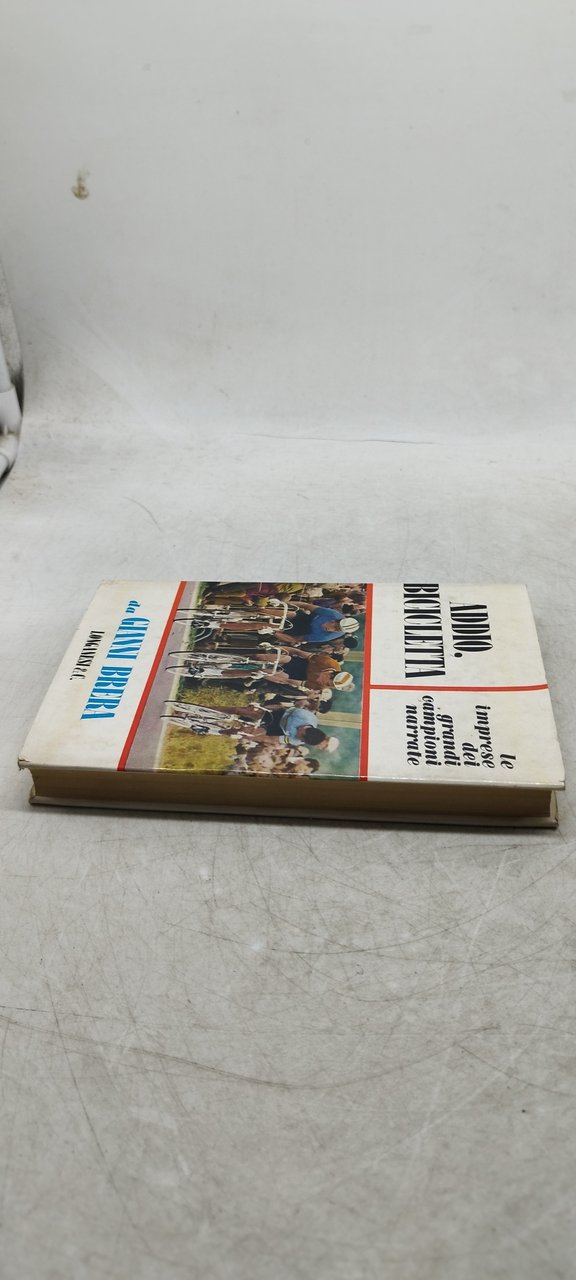 ADDIO,
BICICLETTA
le
imprese
dei
grandi
campioni
narrate
da GIANNI BRERA
LONGANESI & C.